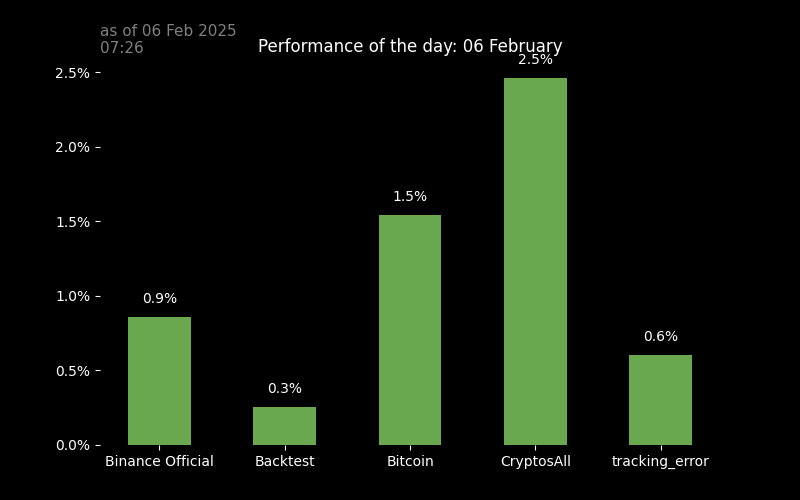 as of 06 Feb 2025
07:26
Performance of the day: 06 February
2.5%
2.0%
1.5%
1.0%
0.5%
0.0%
0.9%
0.3%
1.5%
2.5%
0.6%
Binance Official
Backtest
Bitcoin
CryptosAll
tracking_error